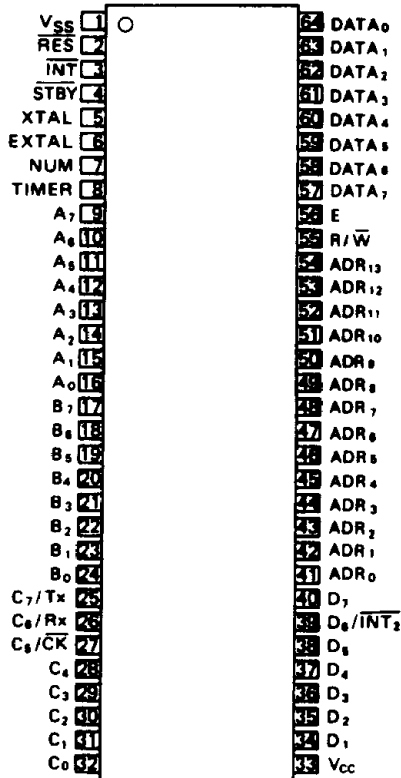 VSS 1 64 DATA0
RES 2 63 DATA1
INT 3 62 DATA2
STBY 4 61 DATA3
XTAL 5 60 DATA4
EXTAL 6 59 DATA5
NUM 7 58 DATA6
TIMER 8 57 DATA7
A7 9 56 E
A6 10 55 R/W
A5 11 54 ADR13
A4 12 53 ADR12
A3 13 52 ADR11
A2 14 51 ADR10
A1 15 50 ADR9
A0 16 49 ADR8
B7 17 48 ADR7
B6 18 47 ADR6
B5 19 46 ADR5
B4 20 45 ADR4
B3 21 44 ADR3
B2 22 43 ADR2
B1 23 42 ADR1
B0 24 41 ADR0
C7/Tx 25 40 D7
C6/Rx 26 39 D6/INT2
C5/CK 27 38 D5
C4 28 37 D4
C3 29 36 D3
C2 30 35 D2
C1 31 34 D1
C0 32 33 VCC